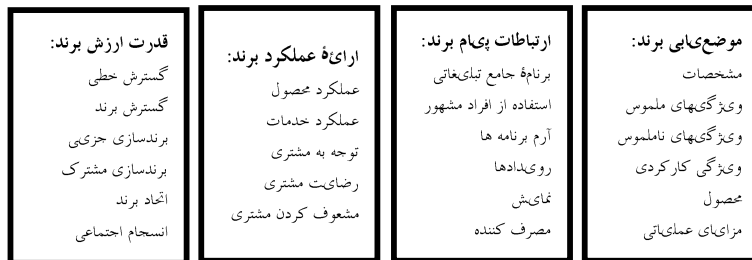 موضع‌یابی برند:
مشخصات
ویژگی‌های ملموس
ویژگی‌های ناملموس
ویژگی کارکردی
محصول
مزایای عملیاتی
ارتباطات پیام برند:
برنامۀ جامع تبلیغاتی
استفاده از افراد مشهور
آرم برنامه ها
رویدادها
نمایش
مصرف کننده
ارائۀ عملکرد برند:
عملکرد محصول
عملکرد خدمات
توجه به مشتری
رضایت مشتری
مشعوف کردن مشتری
قدرت ارزش برند:
گسترش خطی
گسترش برند
برندسازی جزیی
برندسازی مشترک
اتحاد برند
انسجام اجتماعی